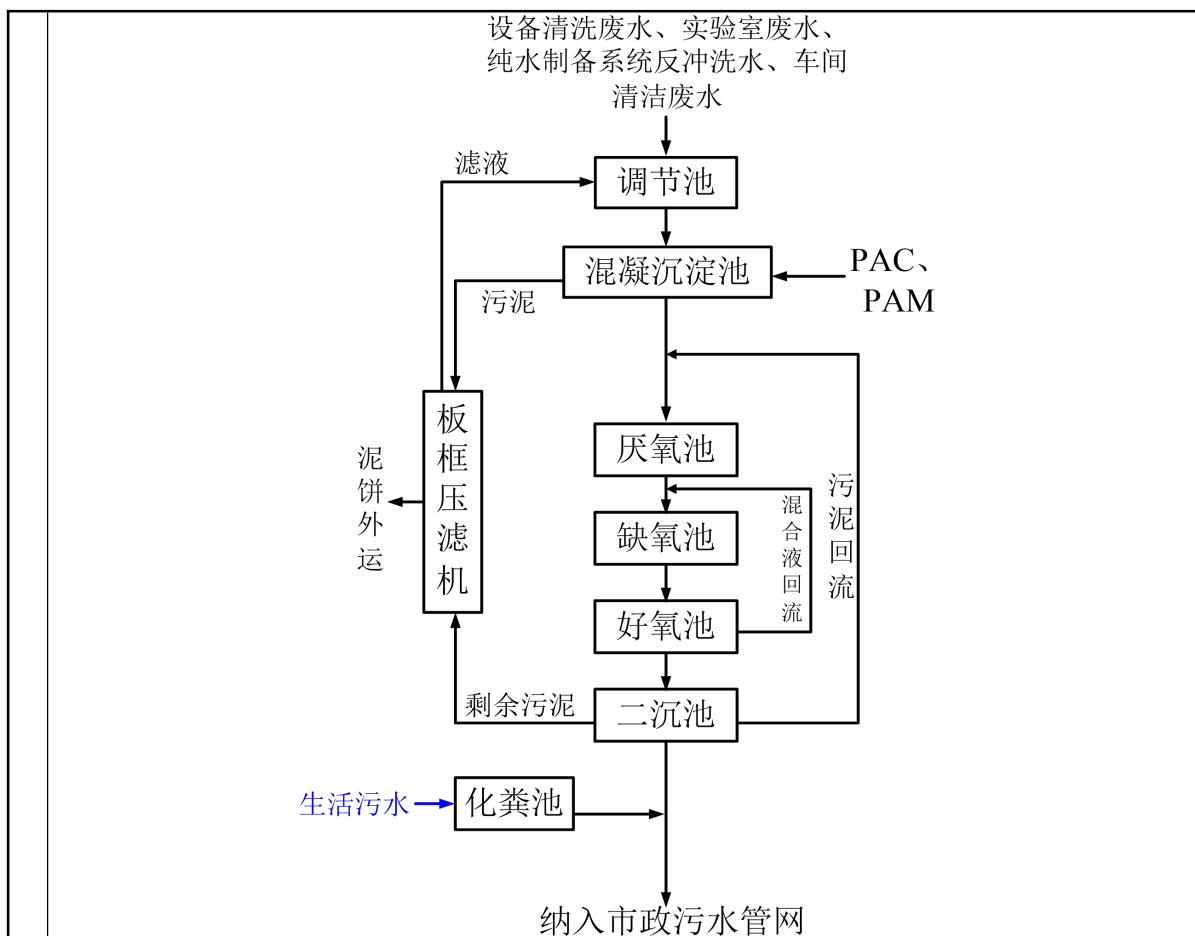 设备清洗废水、实验室废水、
纯水制备系统反冲洗水、车间
清洁废水
滤液
调节池
混凝沉淀池
PAC、
PAM
污泥
板框压滤机
泥饼外运
厌氧池
缺氧池
混合液回流
污泥回流
好氧池
剩余污泥
二沉池
生活污水
化粪池
纳入市政污水管网